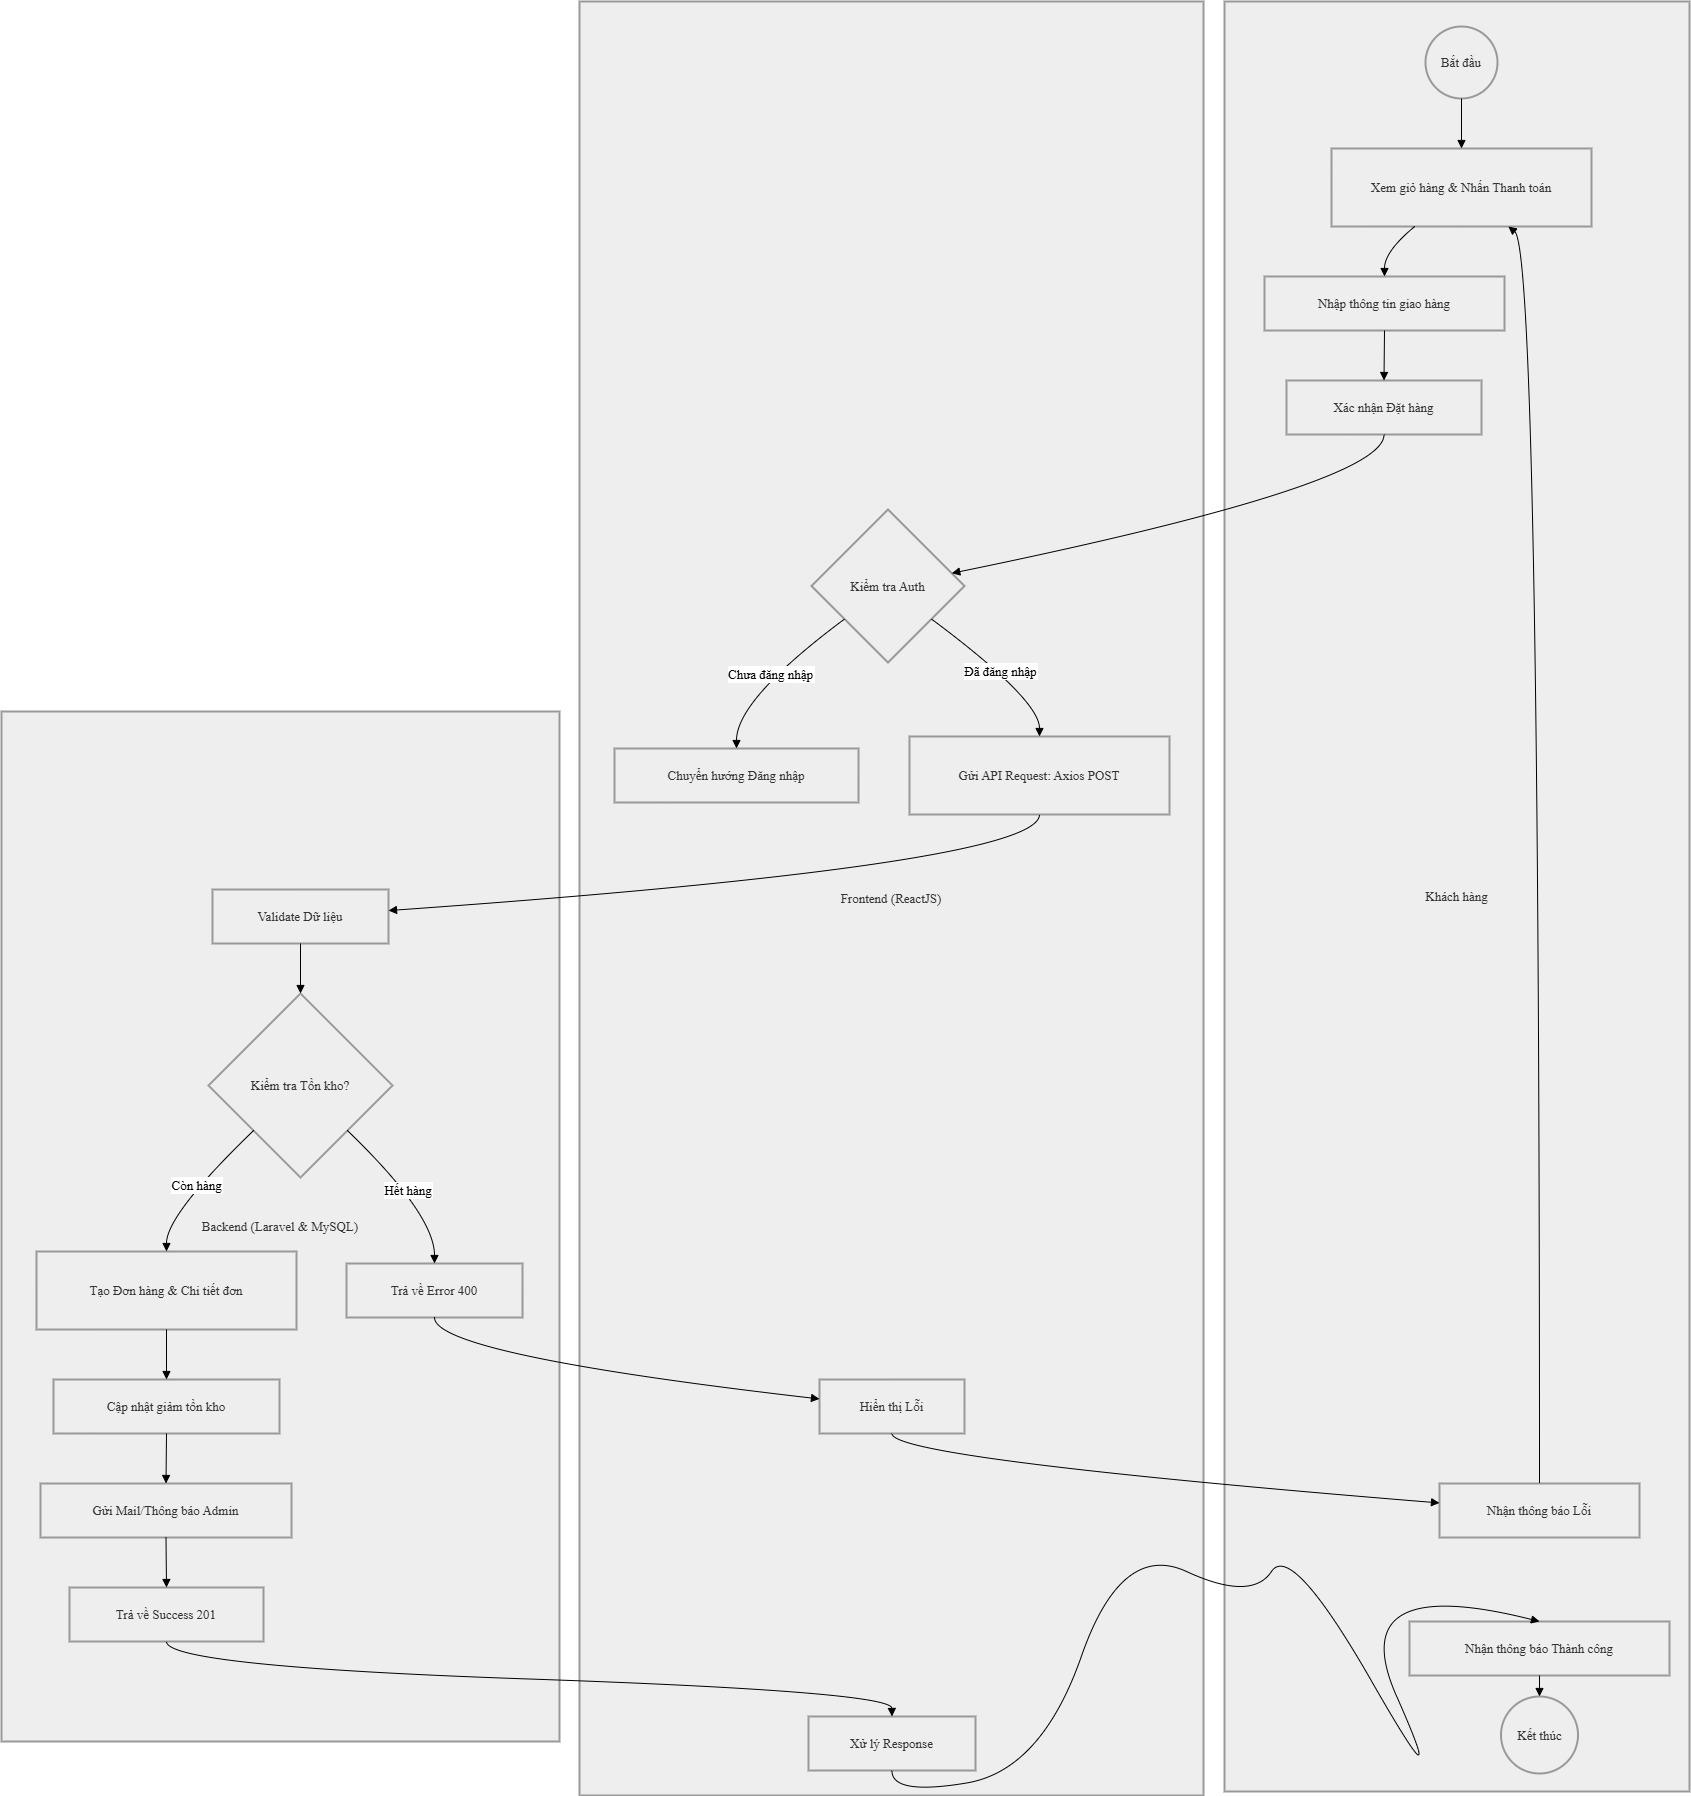 Bắt đầu
Xem giỏ hàng & Nhấn Thanh toán
Nhập thông tin giao hàng
Xác nhận Đặt hàng
Kiểm tra Auth
Chưa đăng nhập
Đã đăng nhập
Chuyển hướng Đăng nhập
Gửi API Request: Axios POST
Frontend (ReactJS)
Khách hàng
Validate Dữ liệu
Kiểm tra Tồn kho?
Còn hàng
Hết hàng
Backend (Laravel & MySQL)
Tạo Đơn hàng & Chi tiết đơn
Trả về Error 400
Cập nhật giảm tồn kho
Hiển thị Lỗi
Gửi Mail/Thông báo Admin
Nhận thông báo Lỗi
Trả về Success 201
Nhận thông báo Thành công
Xử lý Response
Kết thúc